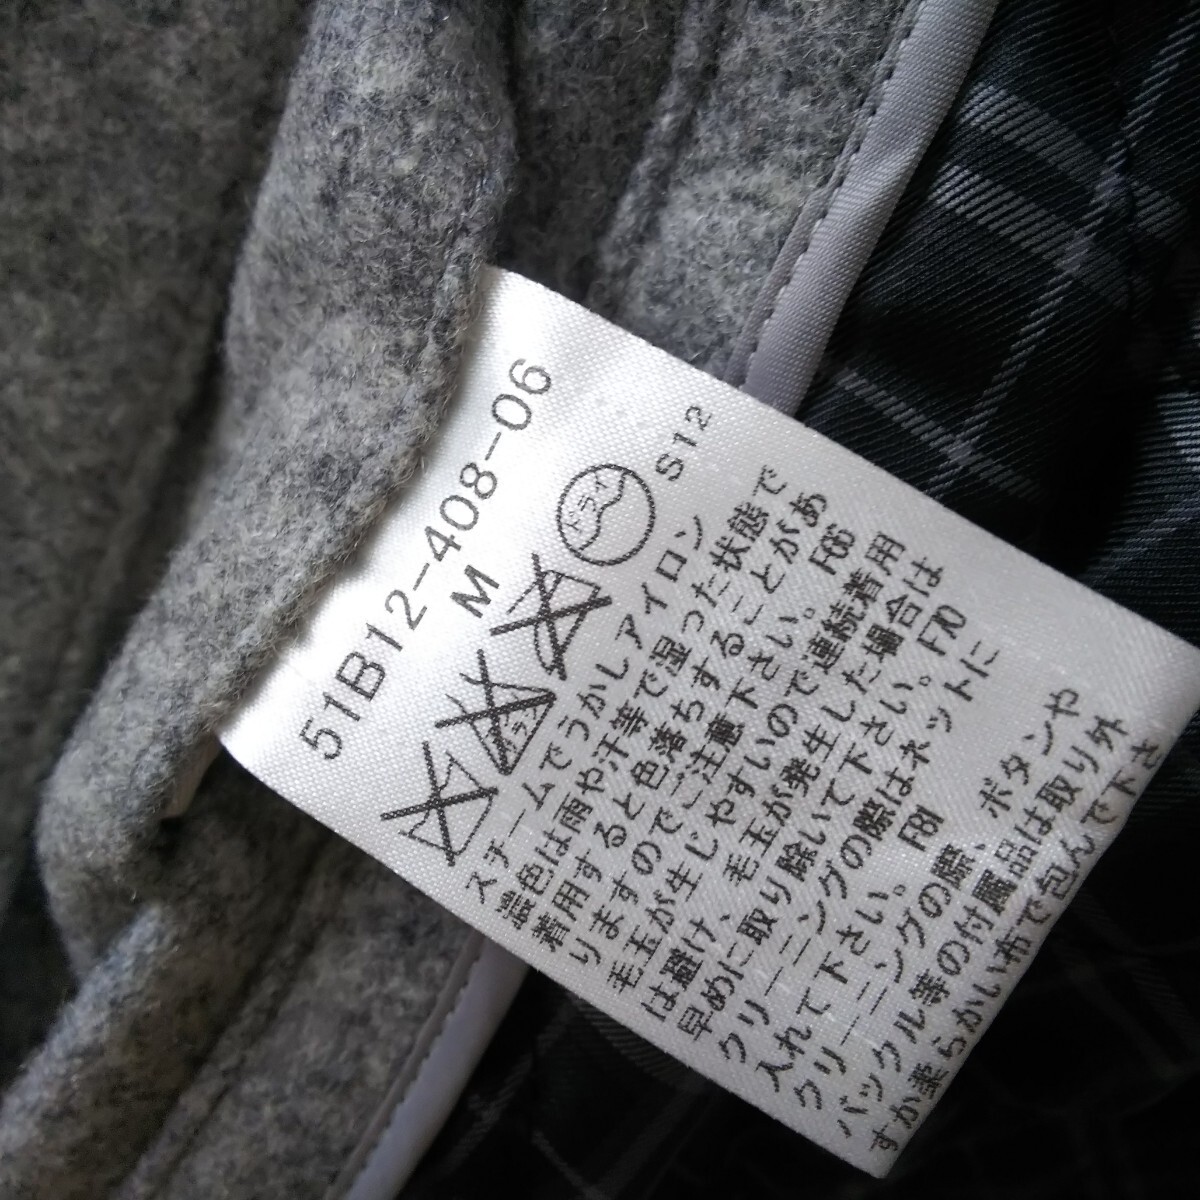 51B12-408-06
M
ドライ
S12
スチームでうかしアイロン
濃色は雨や汗等で湿った状態で
着用すると色落ちすることがあ
りますのでご注意下さい。 F66
毛玉が生じやすいので連続着用
は避け、毛玉が発生した場合は
早めに取り除いて下さい。 F70
クリーニングの際はネットに
入れて下さい。 F81
クリーニングの際、ボタンや
バックル等の付属品は取り外
すか柔らかい布で包んで下さ